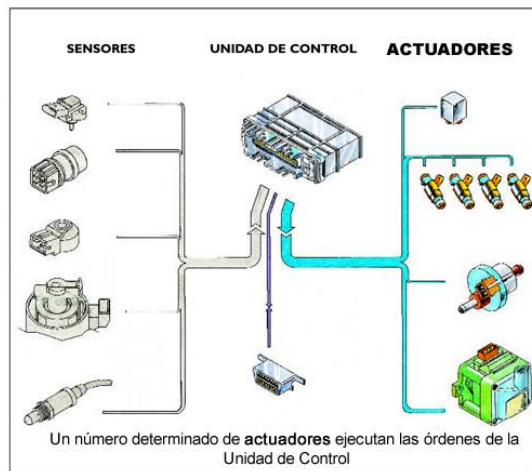 SENSORES
UNIDAD DE CONTROL
ACTUADORES
Un número determinado de actuadores ejecutan las órdenes de la
Unidad de Control